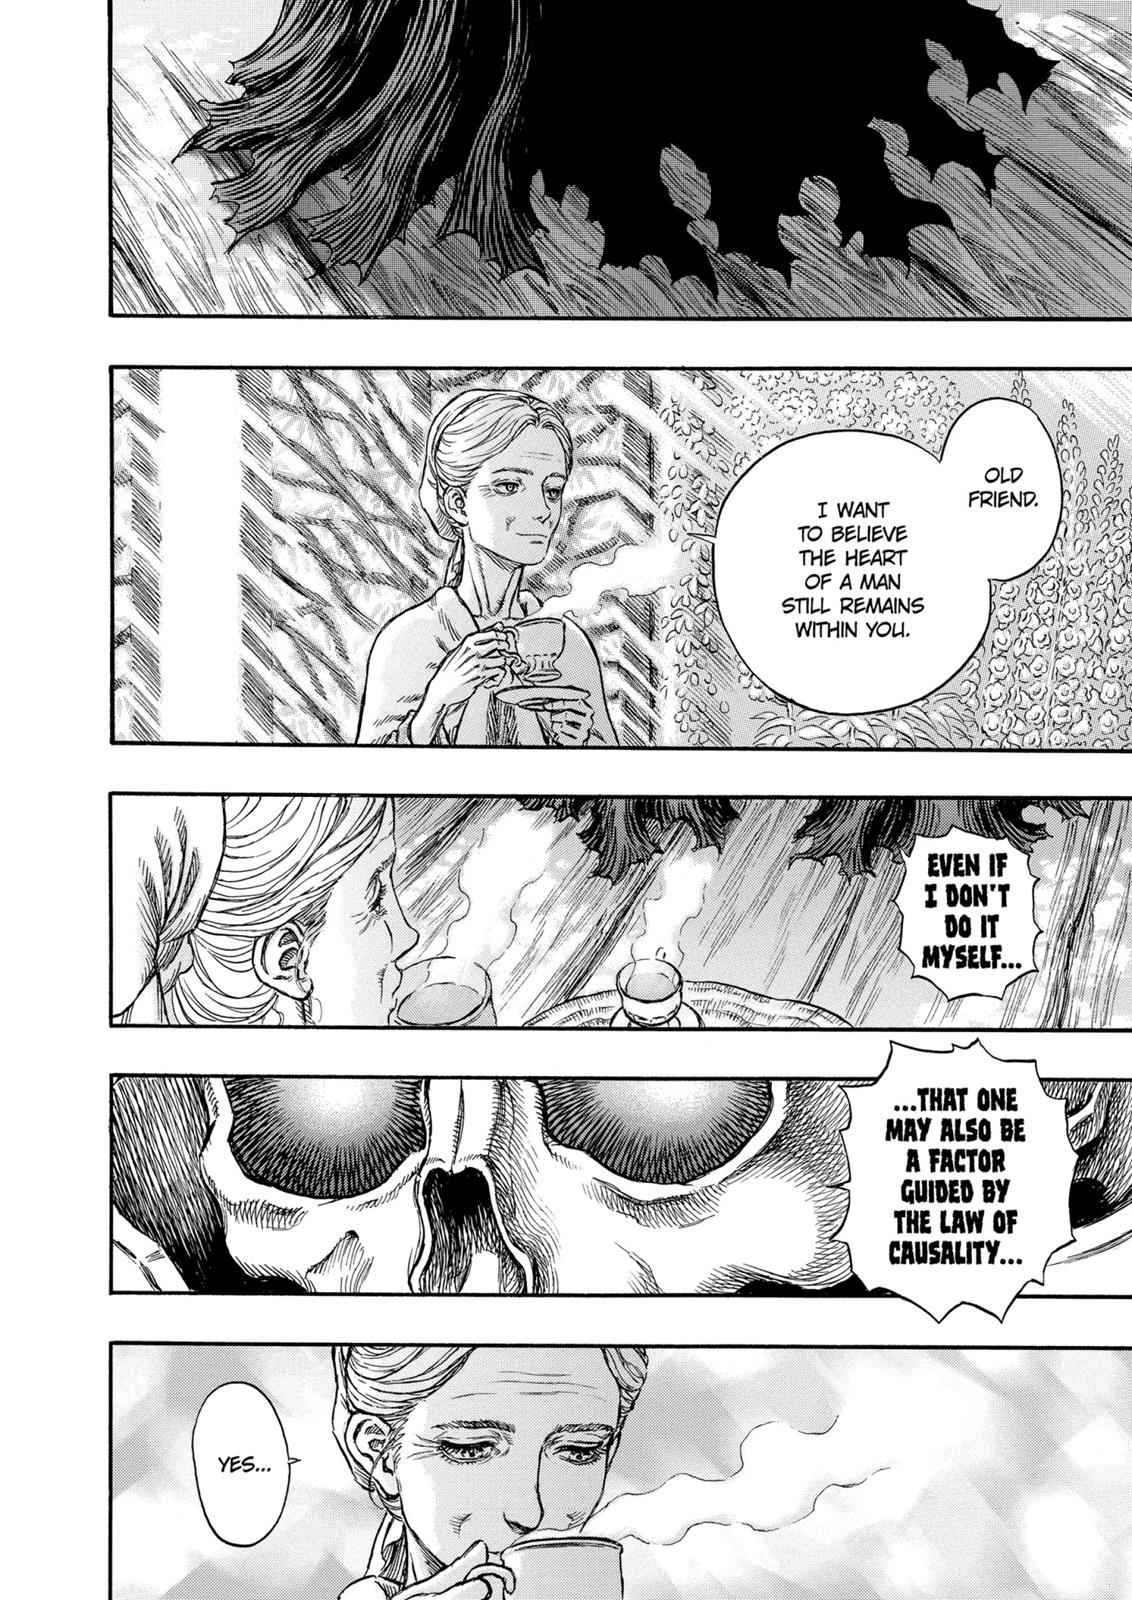 OLD
FRIEND.
I WANT
TO BELIEVE
THE HEART
OF A MAN
STILL REMAINS
WITHIN YOU.
EVEN IF
I DON'T
DO IT
MYSELF...
...THAT ONE
MAY ALSO BE
A FACTOR
GUIDED BY
THE LAW OF
CAUSALITY...
YES...